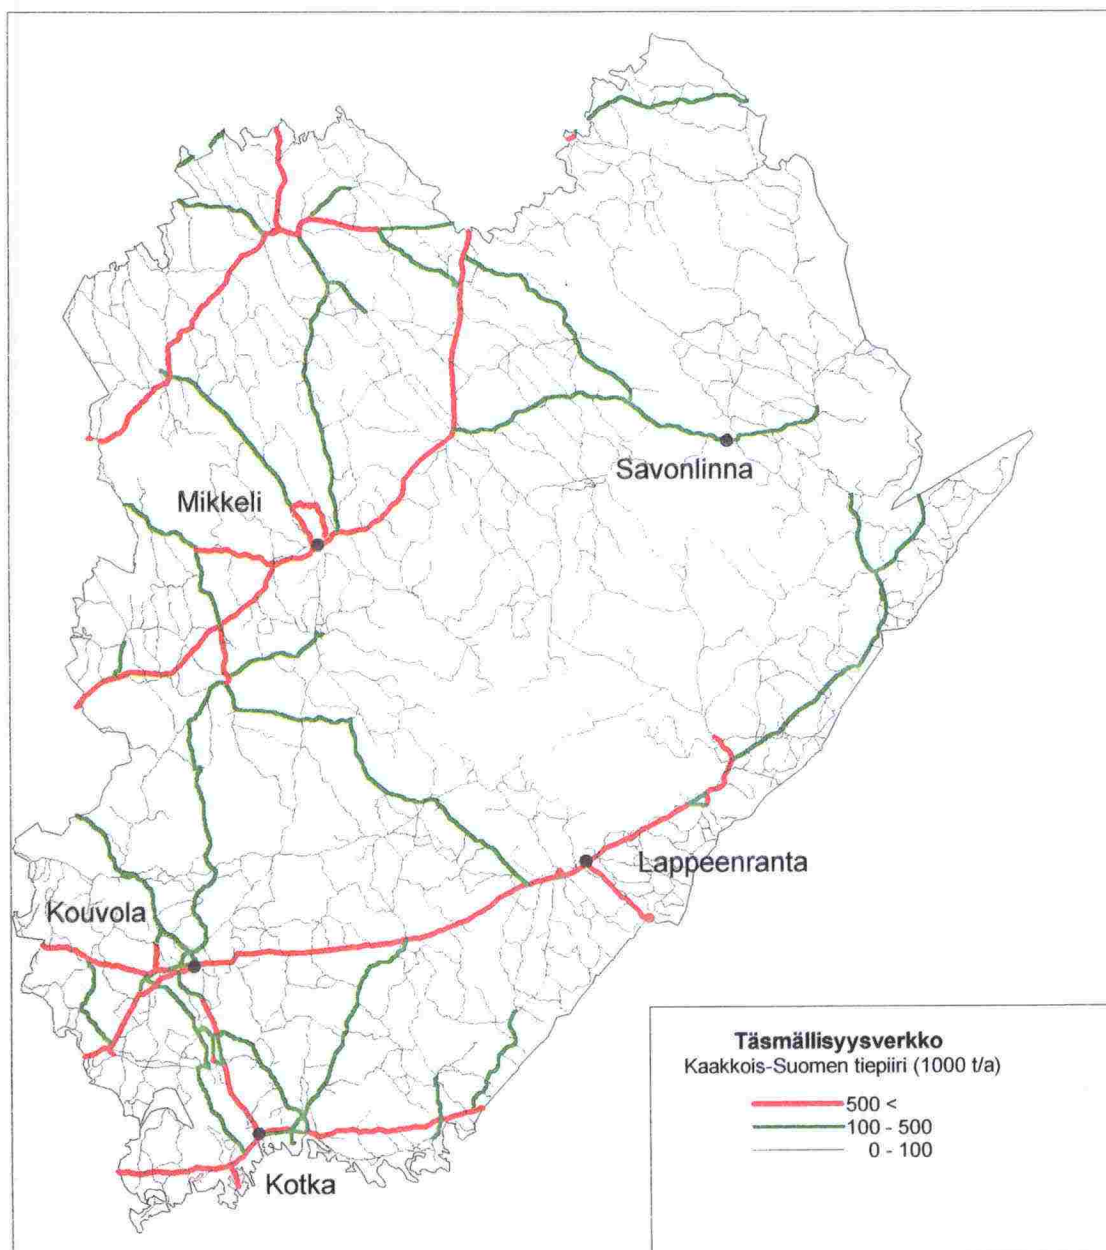 Savonlinna
Mikkeli
Lappeenranta
Kouvola
Kotka
Täsmällisyysverkko
Kaakkois-Suomen tiepiiri (1000 t/a)
500 <
100 - 500
0 - 100